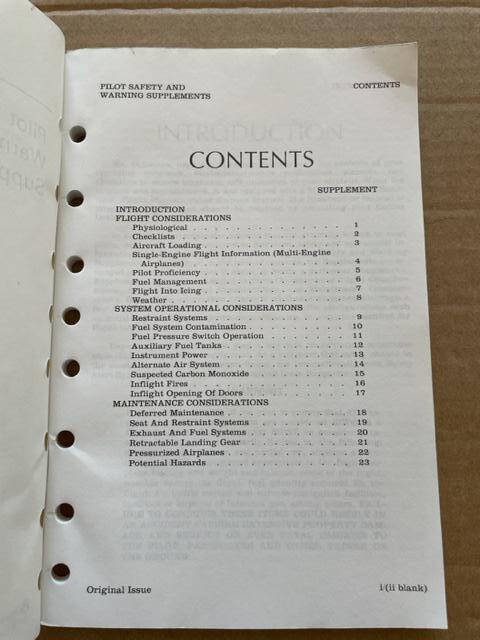 PILOT SAFETY AND
WARNING SUPPLEMENTS
CONTENTS
INTRODUCTION
CONTENTS
SUPPLEMENT
INTRODUCTION
FLIGHT CONSIDERATIONS
Physiological . . . . . . . . . . . . . . 1
Checklists . . . . . . . . . . . . . . . 2
Aircraft Loading . . . . . . . . . . . . . 3
Single-Engine Flight Information (Multi-Engine
Airplanes) . . . . . . . . . . . . . . 4
Pilot Proficiency . . . . . . . . . . . . . 5
Fuel Management . . . . . . . . . . . . 6
Flight Into Icing . . . . . . . . . . . . . 7
Weather . . . . . . . . . . . . . . . . 8
SYSTEM OPERATIONAL CONSIDERATIONS
Restraint Systems . . . . . . . . . . . . 9
Fuel System Contamination . . . . . . . . 10
Fuel Pressure Switch Operation . . . . . . 11
Auxiliary Fuel Tanks . . . . . . . . . . . 12
Instrument Power . . . . . . . . . . . . 13
Alternate Air System . . . . . . . . . . . 14
Suspected Carbon Monoxide . . . . . . . . 15
Inflight Fires . . . . . . . . . . . . . . 16
Inflight Opening Of Doors . . . . . . . . . 17
MAINTENANCE CONSIDERATIONS
Deferred Maintenance . . . . . . . . . . 18
Seat And Restraint Systems . . . . . . . . 19
Exhaust And Fuel Systems . . . . . . . . . 20
Retractable Landing Gear . . . . . . . . . 21
Pressurized Airplanes . . . . . . . . . . . 22
Potential Hazards . . . . . . . . . . . . 23
Original Issue
i/(ii blank)